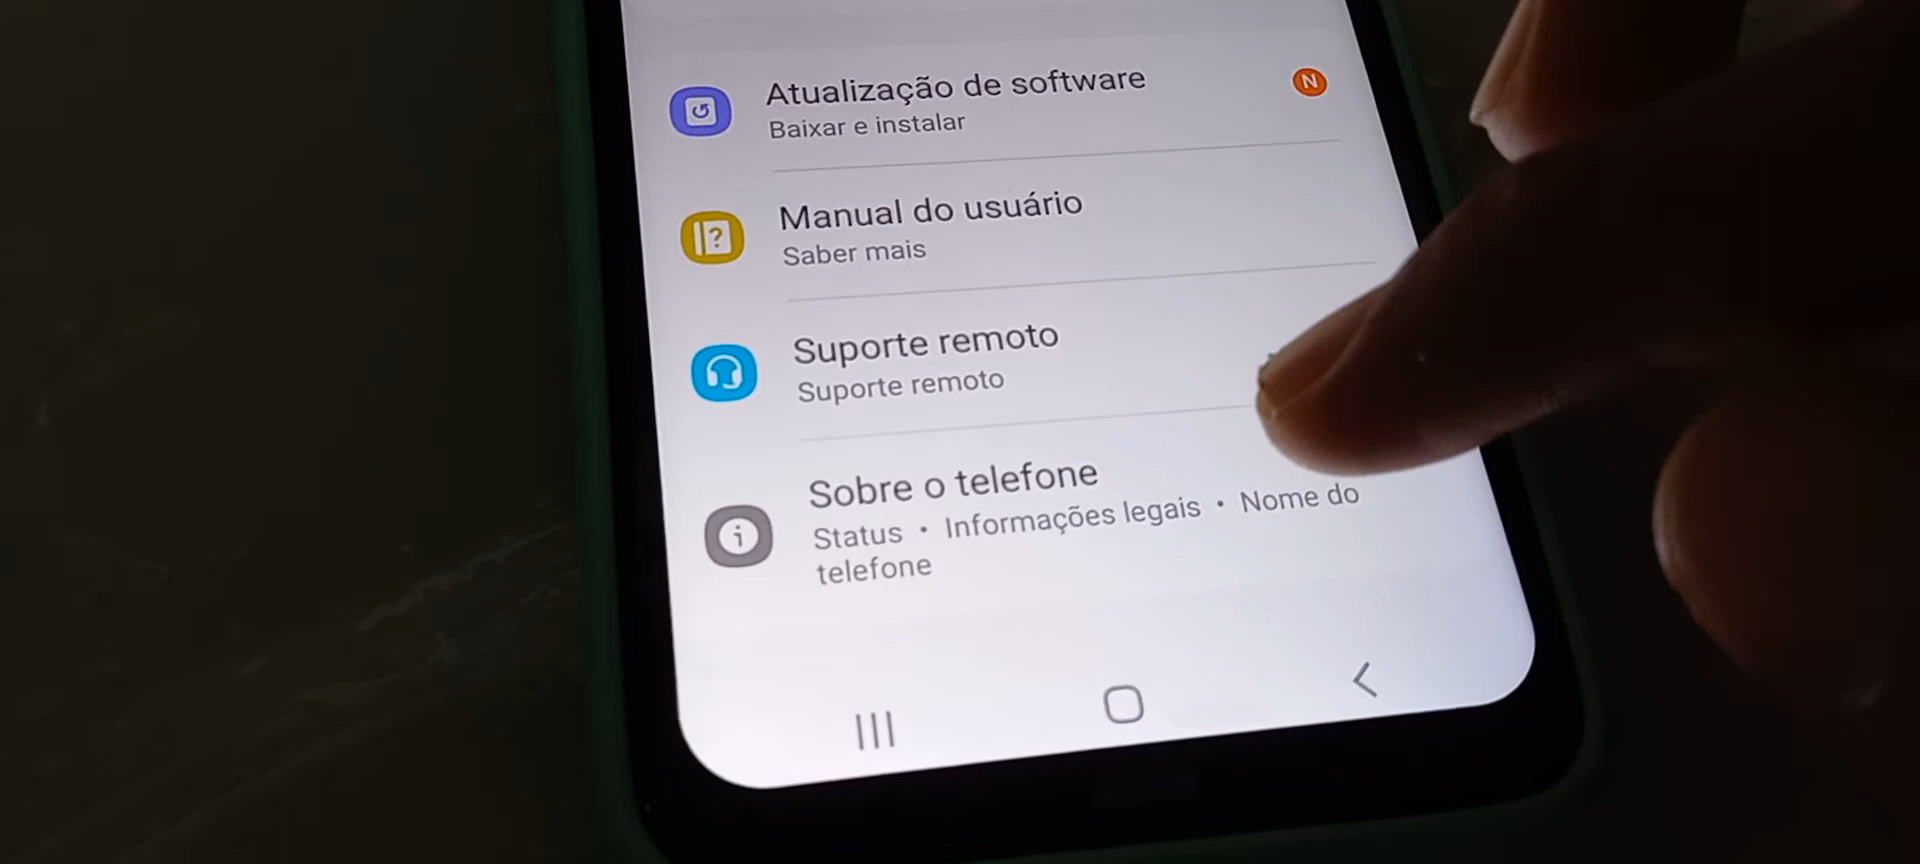 Atualização de software
N
Baixar e instalar
Manual do usuário
Saber mais
Suporte remoto
Suporte remoto
Sobre o telefone
Status • Informações legais • Nome do
telefone